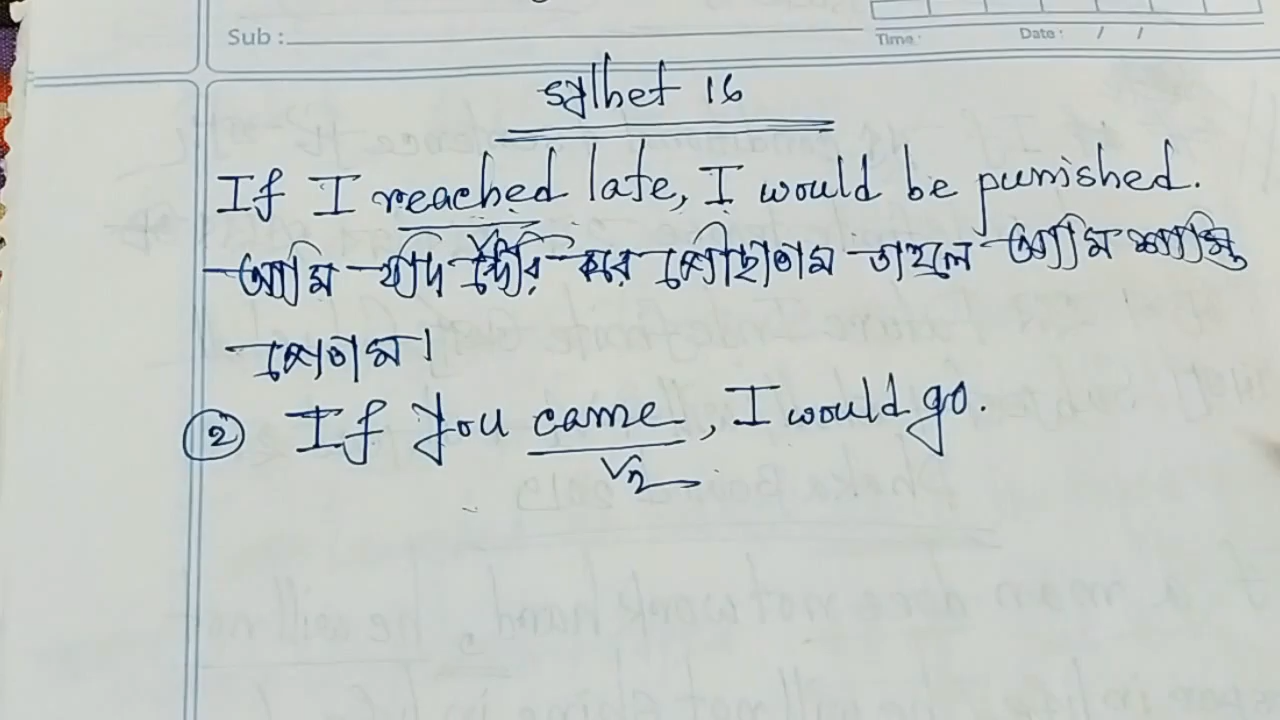 Sub :
Time :
Date : / /
Sylhet 16
If I reached late, I would be punished.
V2
আমি যদি দেরি করে পৌঁছাতাম তাহলে আমি শাস্তি
পেতাম।
② If you came, I would go.
V2